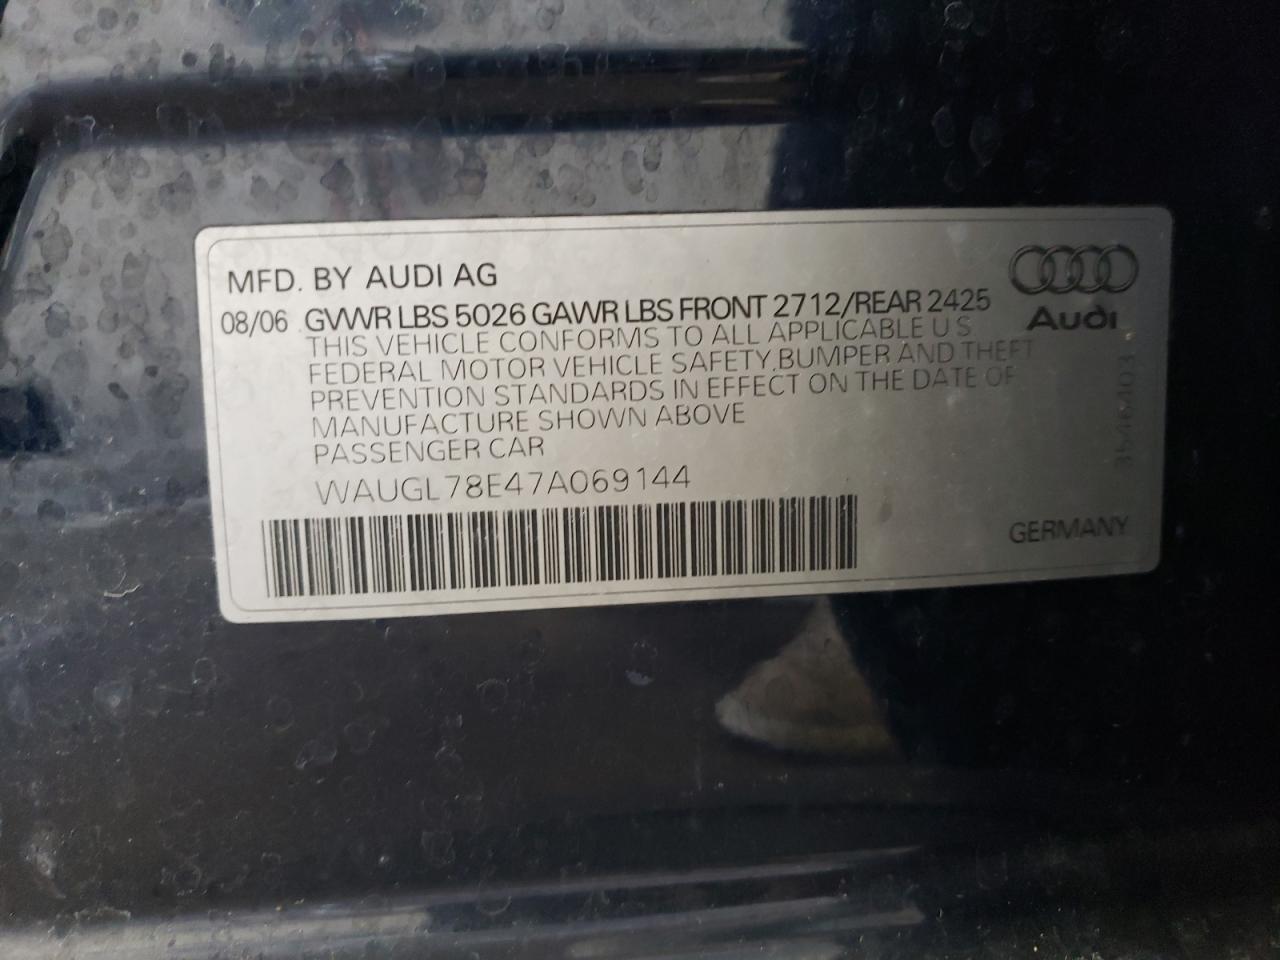 MFD. BY AUDI AG
08/06 GVWR LBS 5026 GAWR LBS FRONT 2712/REAR 2425
THIS VEHICLE CONFORMS TO ALL APPLICABLE U S
FEDERAL MOTOR VEHICLE SAFETY,BUMPER AND THEFT
PREVENTION STANDARDS IN EFFECT ON THE DATE OF
MANUFACTURE SHOWN ABOVE
PASSENGER CAR
WAUGL78E47A069144
Audi
3546403
GERMANY